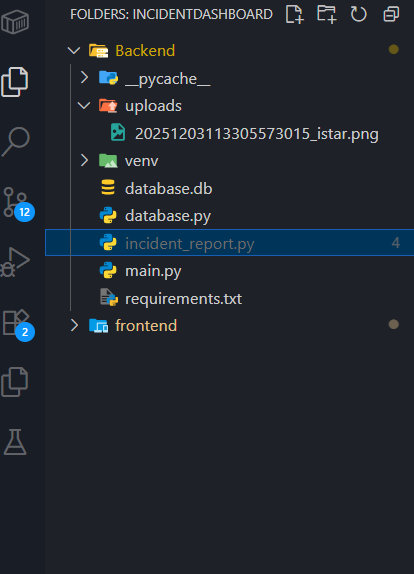 FOLDERS: INCIDENTDASHBOARD
Backend
__pycache__
uploads
20251203113305573015_istar.png
venv
database.db
database.py
incident_report.py 4
main.py
requirements.txt
frontend
12
2